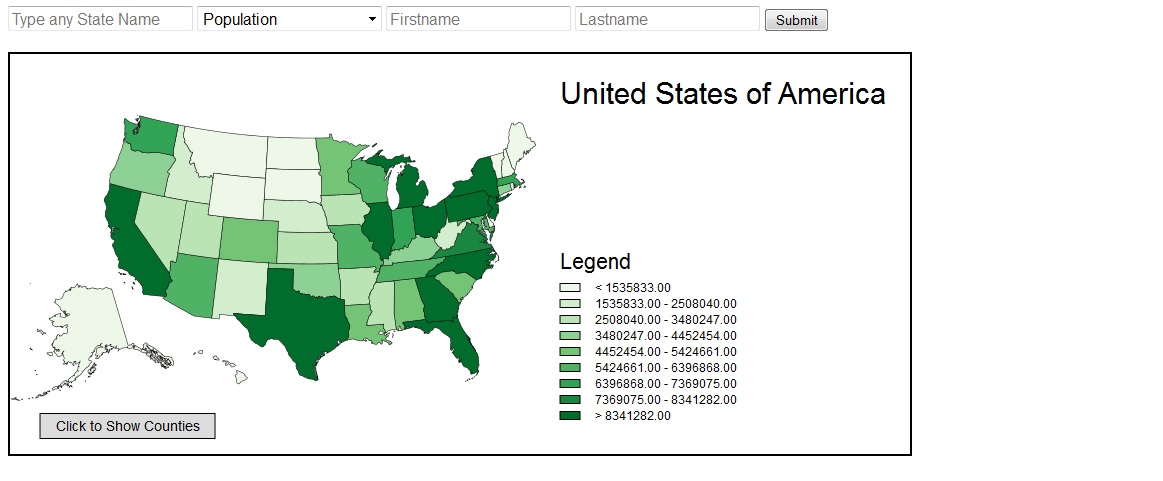 Type any State Name Population Firstname Lastname Submit
United States of America
Legend
< 1535833.00
1535833.00 - 2508040.00
2508040.00 - 3480247.00
3480247.00 - 4452454.00
4452454.00 - 5424661.00
5424661.00 - 6396868.00
6396868.00 - 7369075.00
7369075.00 - 8341282.00
> 8341282.00
Click to Show Counties